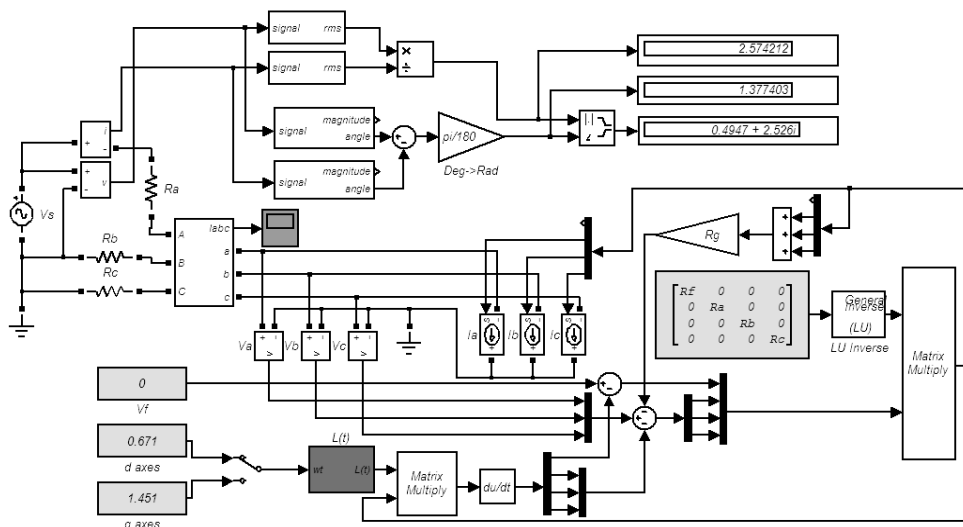 signal rms
×
÷
signal rms
2.574212
1.377403
0.4947 + 2.526i
signal magnitude
angle
signal magnitude
angle
pi/180
Deg->Rad
|.|
+ i
-
+ v
-
Ra
Vs
Rb
Rc
A
B
C
Iabc
a
b
c
Va
Vb
Vc
Ia
Ib
Ic
s -
s -
s -
Rg
Rf 0 0 0
0 Ra 0 0
0 0 Rb 0
0 0 0 Rc
General
Inverse
(LU)
LU Inverse
Matrix
Multiply
0
Vf
0.671
d axes
1.451
q axes
L(t)
wt L(t)
Matrix
Multiply
du/dt